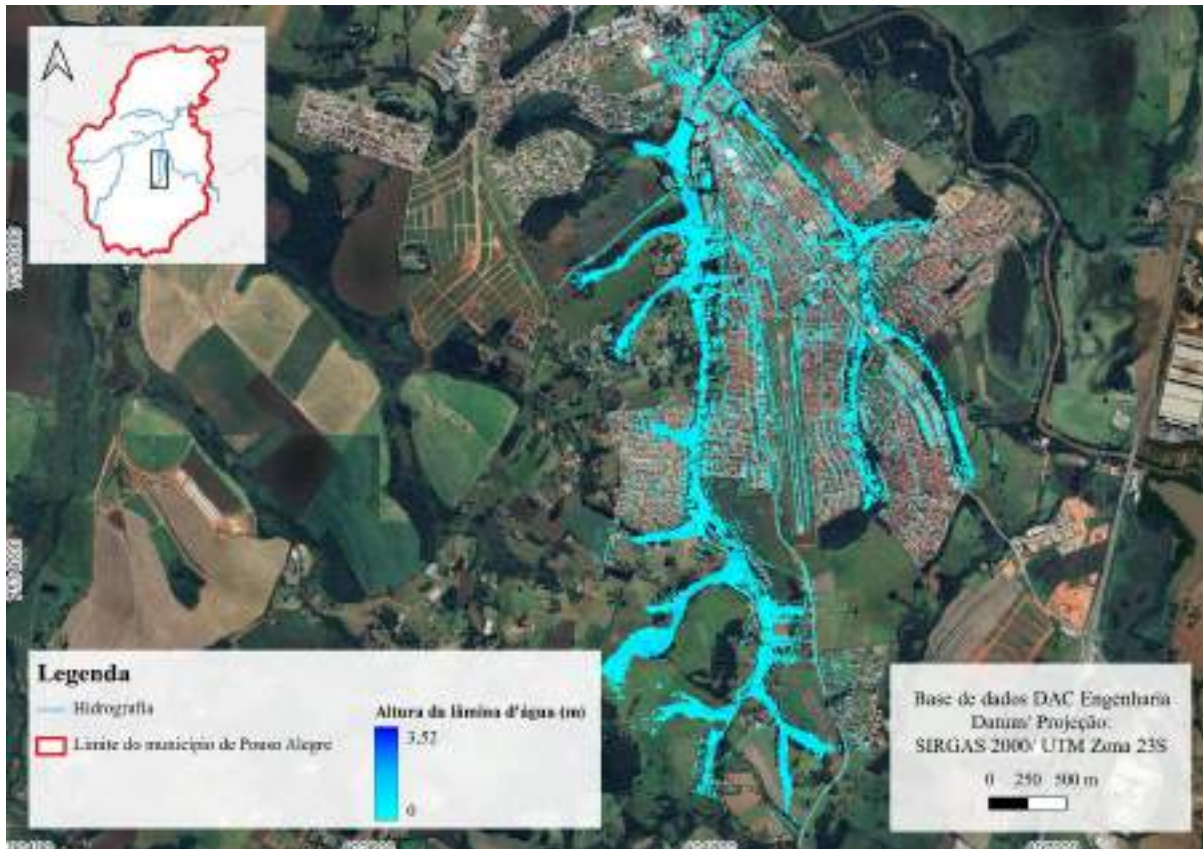 Legenda
Hidrografia
Limite do município de Pouso Alegre
Altura da lâmina d'água (m)
3,52
0
Base de dados DAC Engenharia
Datum/ Projeção:
SIRGAS 2000/ UTM Zona 23S
0 250 500 m